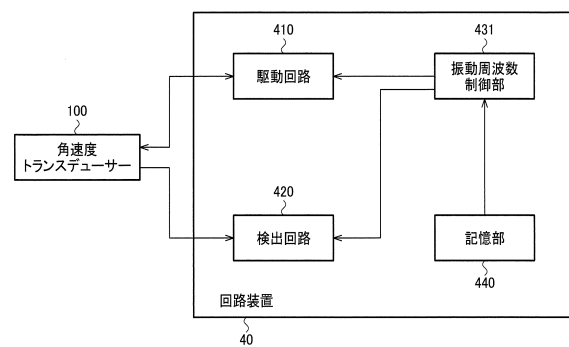 410
駆動回路
431
振動周波数
制御部
100
角速度
トランスデューサー
420
検出回路
記憶部
440
回路装置
40